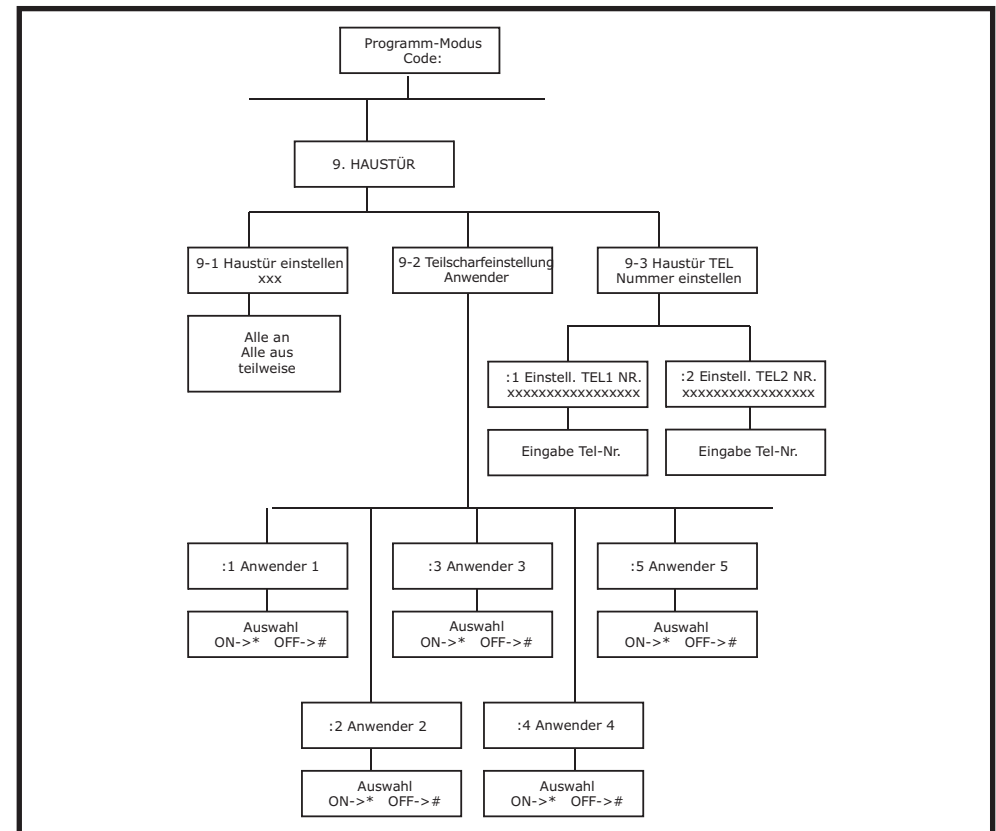 Programm-Modus
Code:
9. HAUSTÜR
9-1 Haustür einstellen
xxx
9-2 Teilscharfeinstellung
Anwender
9-3 Haustür TEL
Nummer einstellen
Alle an
Alle aus
teilweise
:1 Einstell. TEL1 NR.
xxxxxxxxxxxxxxxxx
:2 Einstell. TEL2 NR.
xxxxxxxxxxxxxxxxx
Eingabe Tel-Nr.
Eingabe Tel-Nr.
:1 Anwender 1
:3 Anwender 3
:5 Anwender 5
Auswahl
ON->* OFF->#
Auswahl
ON->* OFF->#
Auswahl
ON->* OFF->#
:2 Anwender 2
:4 Anwender 4
Auswahl
ON->* OFF->#
Auswahl
ON->* OFF->#